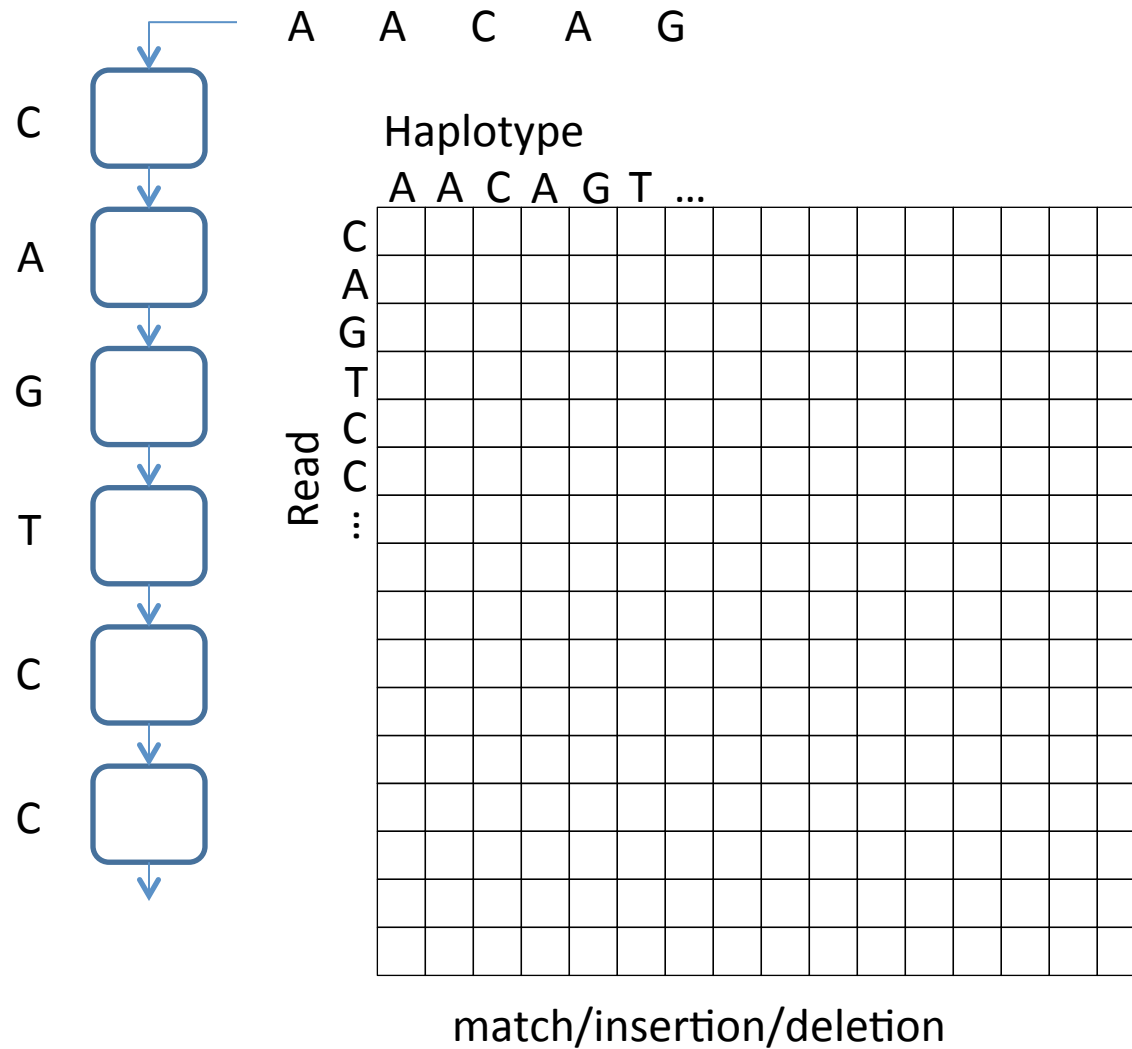 A A C A G
C
A
G
T
C
C
Haplotype
A A C A G T ...
Read
C
A
G
T
C
C
...
match/insertion/deletion